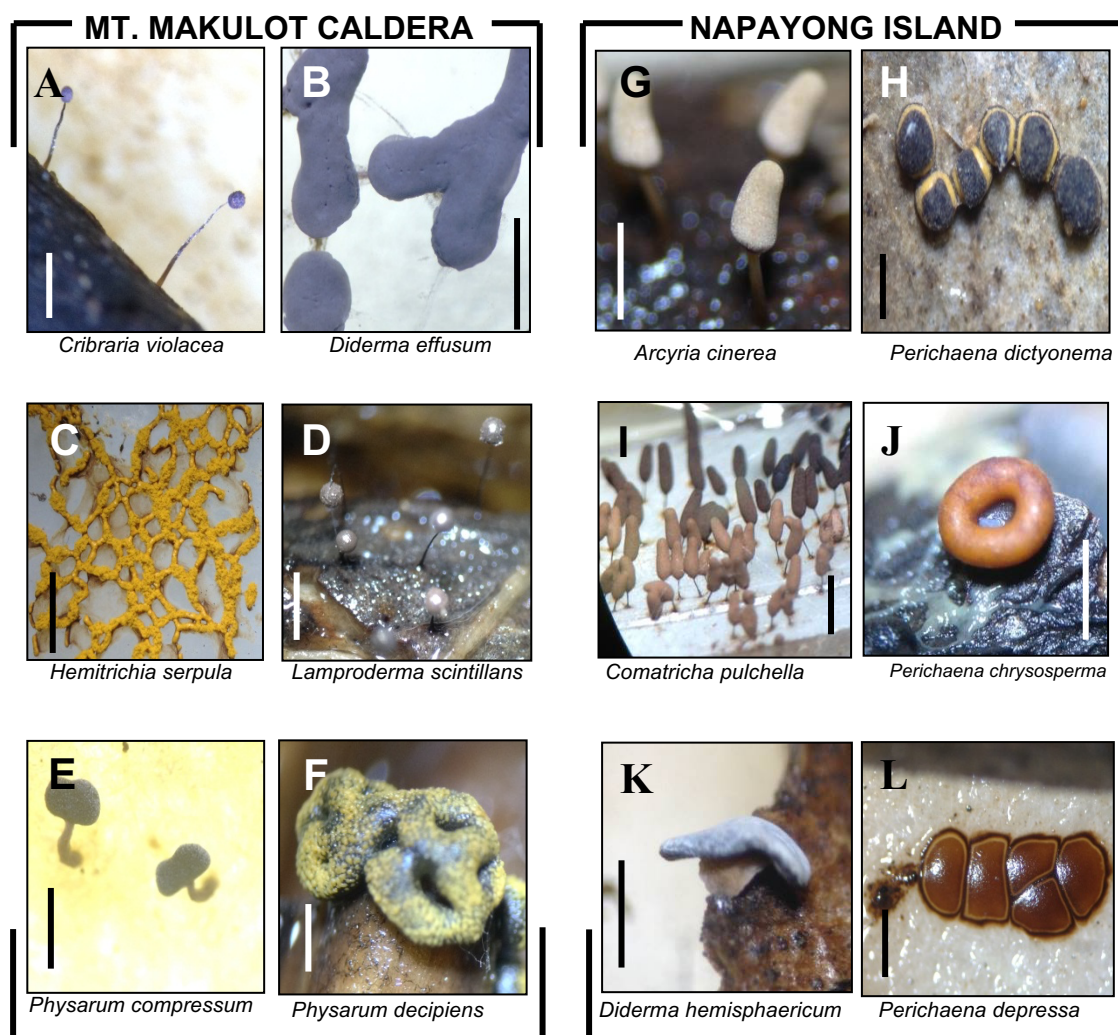 MT. MAKULOT CALDERA
NAPAYONG ISLAND
A
B
G
H
Cribraria violacea
Diderma effusum
Arcyria cinerea
Perichaena dictyonema
C
D
I
J
Hemitrichia serpula
Lamproderma scintillans
Comatricha pulchella
Perichaena chrysosperma
E
F
K
L
Physarum compressum
Physarum decipiens
Diderma hemisphaericum
Perichaena depressa